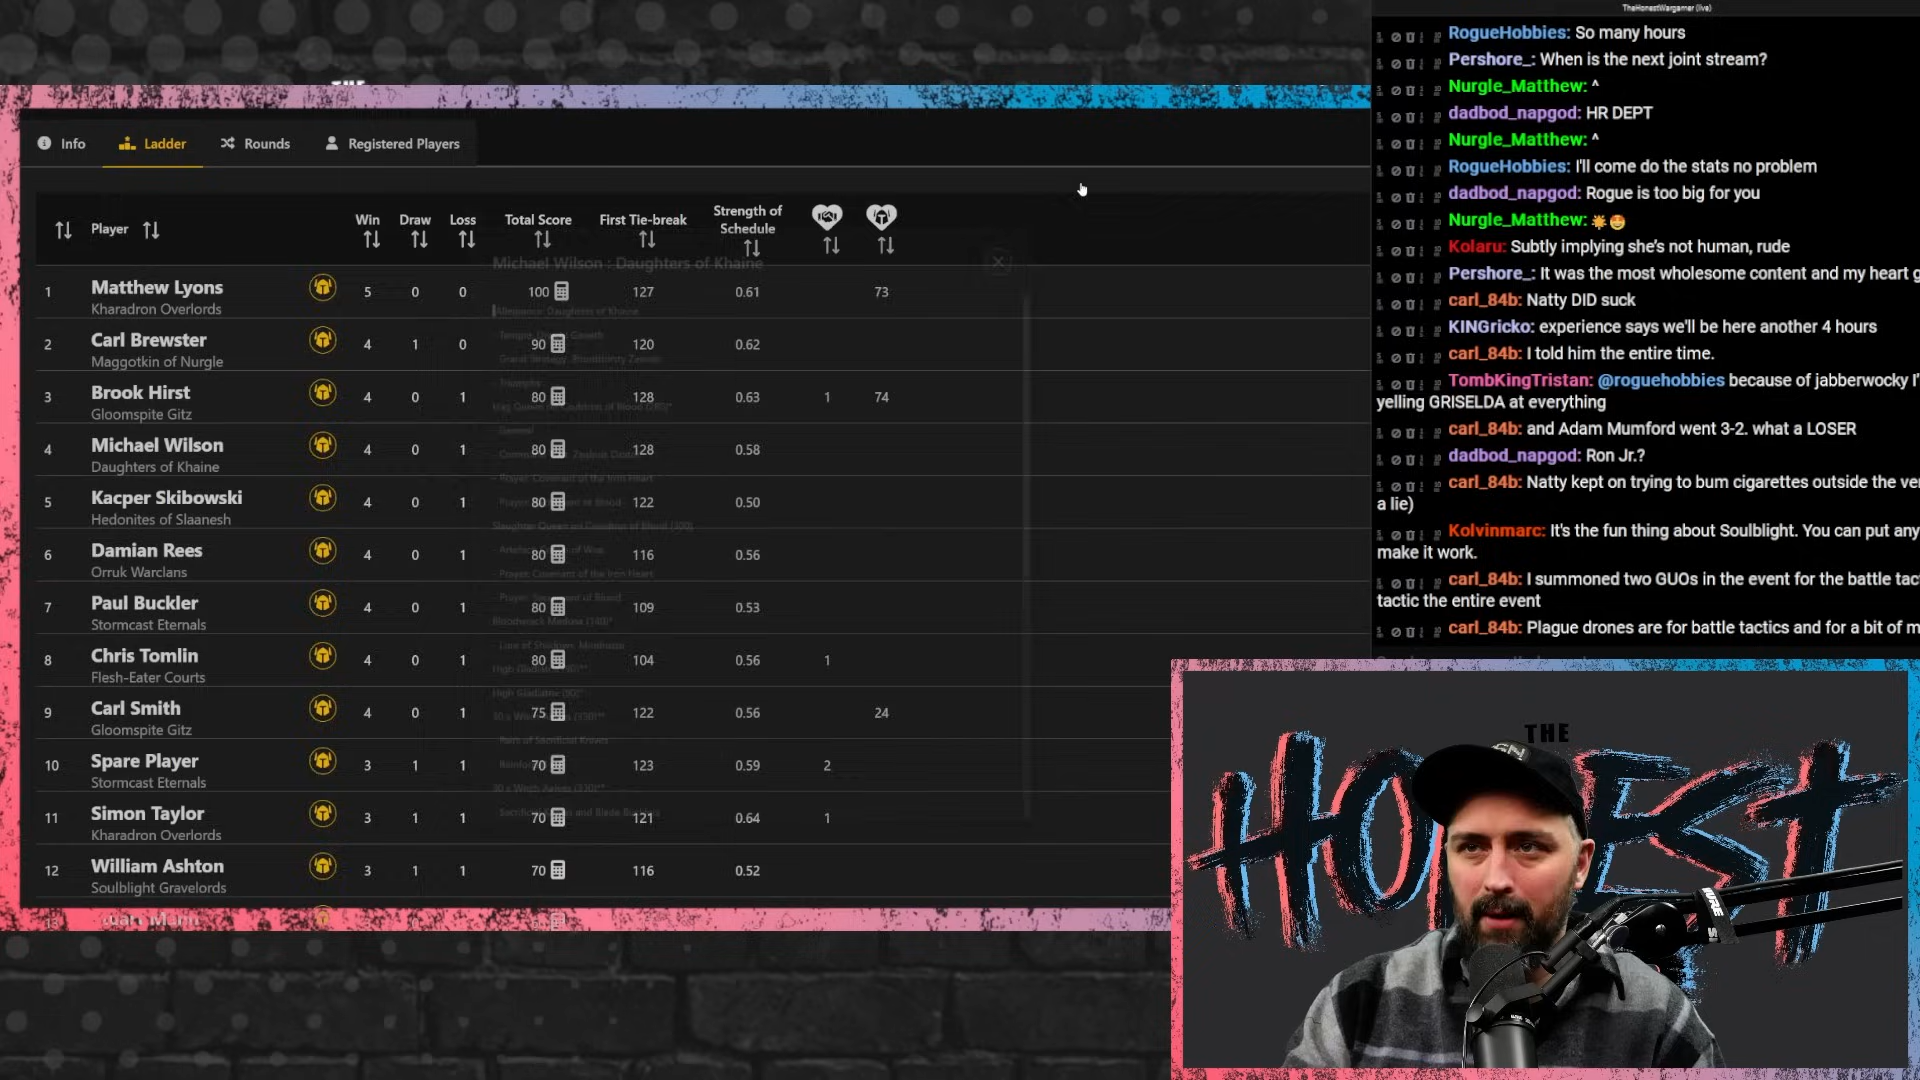 TheHonestWargamer (live)
THE
Info
Ladder
Rounds
Registered Players
Player
Win
Draw
Loss
Total Score
First Tie-break
Strength of
Schedule
Michael Wilson : Daughters of Khaine
1 Matthew Lyons 5 0 0 100 127 0.61 73
Kharadron Overlords
2 Carl Brewster 4 1 0 90 120 0.62
Maggotkin of Nurgle
3 Brook Hirst 4 0 1 80 128 0.63 1 74
Gloomspite Gitz
4 Michael Wilson 4 0 1 80 128 0.58
Daughters of Khaine
5 Kacper Skibowski 4 0 1 80 122 0.50
Hedonites of Slaanesh
6 Damian Rees 4 0 1 80 116 0.56
Orruk Warclans
7 Paul Buckler 4 0 1 80 109 0.53
Stormcast Eternals
8 Chris Tomlin 4 0 1 80 104 0.56 1
Flesh-Eater Courts
9 Carl Smith 4 0 1 75 122 0.56 24
Gloomspite Gitz
10 Spare Player 3 1 1 70 123 0.59 2
Stormcast Eternals
11 Simon Taylor 3 1 1 70 121 0.64 1
Kharadron Overlords
12 William Ashton 3 1 1 70 116 0.52
Soulblight Gravelords
RogueHobbies: So many hours
Pershore_: When is the next joint stream?
Nurgle_Matthew: ^
dadbod_napgod: HR DEPT
Nurgle_Matthew: ^
RogueHobbies: I'll come do the stats no problem
dadbod_napgod: Rogue is too big for you
Nurgle_Matthew:
Kolaru: Subtly implying she's not human, rude
Pershore_: It was the most wholesome content and my heart g
carl_84b: Natty DID suck
KINGricko: experience says we'll be here another 4 hours
carl_84b: I told him the entire time.
TombKingTristan: @roguehobbies because of jabberwocky I'
yelling GRISELDA at everything
carl_84b: and Adam Mumford went 3-2. what a LOSER
dadbod_napgod: Ron Jr.?
carl_84b: Natty kept on trying to bum cigarettes outside the ve
a lie)
Kolvinmarc: It's the fun thing about Soulblight. You can put any
make it work.
carl_84b: I summoned two GUOs in the event for the battle tac
tactic the entire event
carl_84b: Plague drones are for battle tactics and for a bit of m
THE
HONEST
SHURE